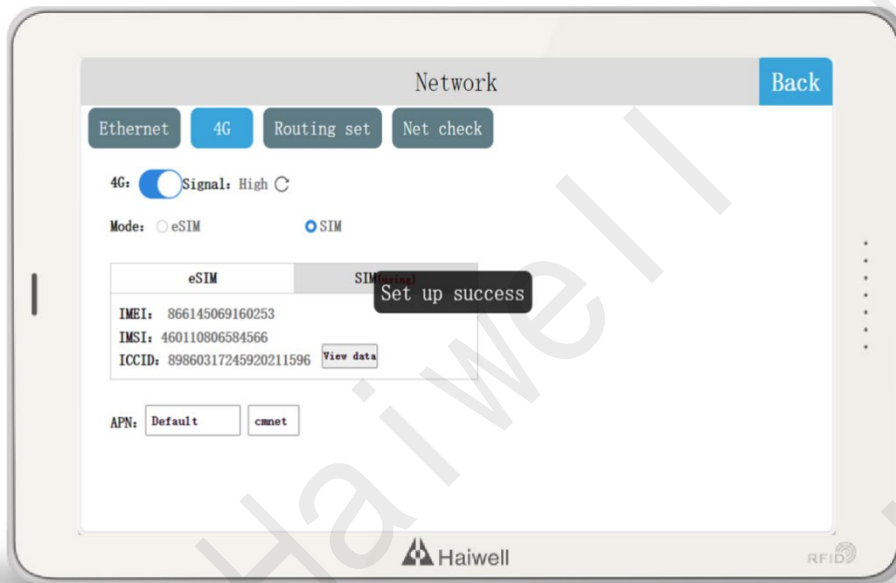 Network
Back
Ethernet
4G
Routing set
Net check
4G:
Signal: High
Mode:
eSIM
SIM
eSIM
SIM(using)
Set up success
IMEI: 866145069160253
IMSI: 460110806584566
ICCID: 89860317245920211596
View data
APN:
Default
cmnet
Haiwell
RFID
Haiwell